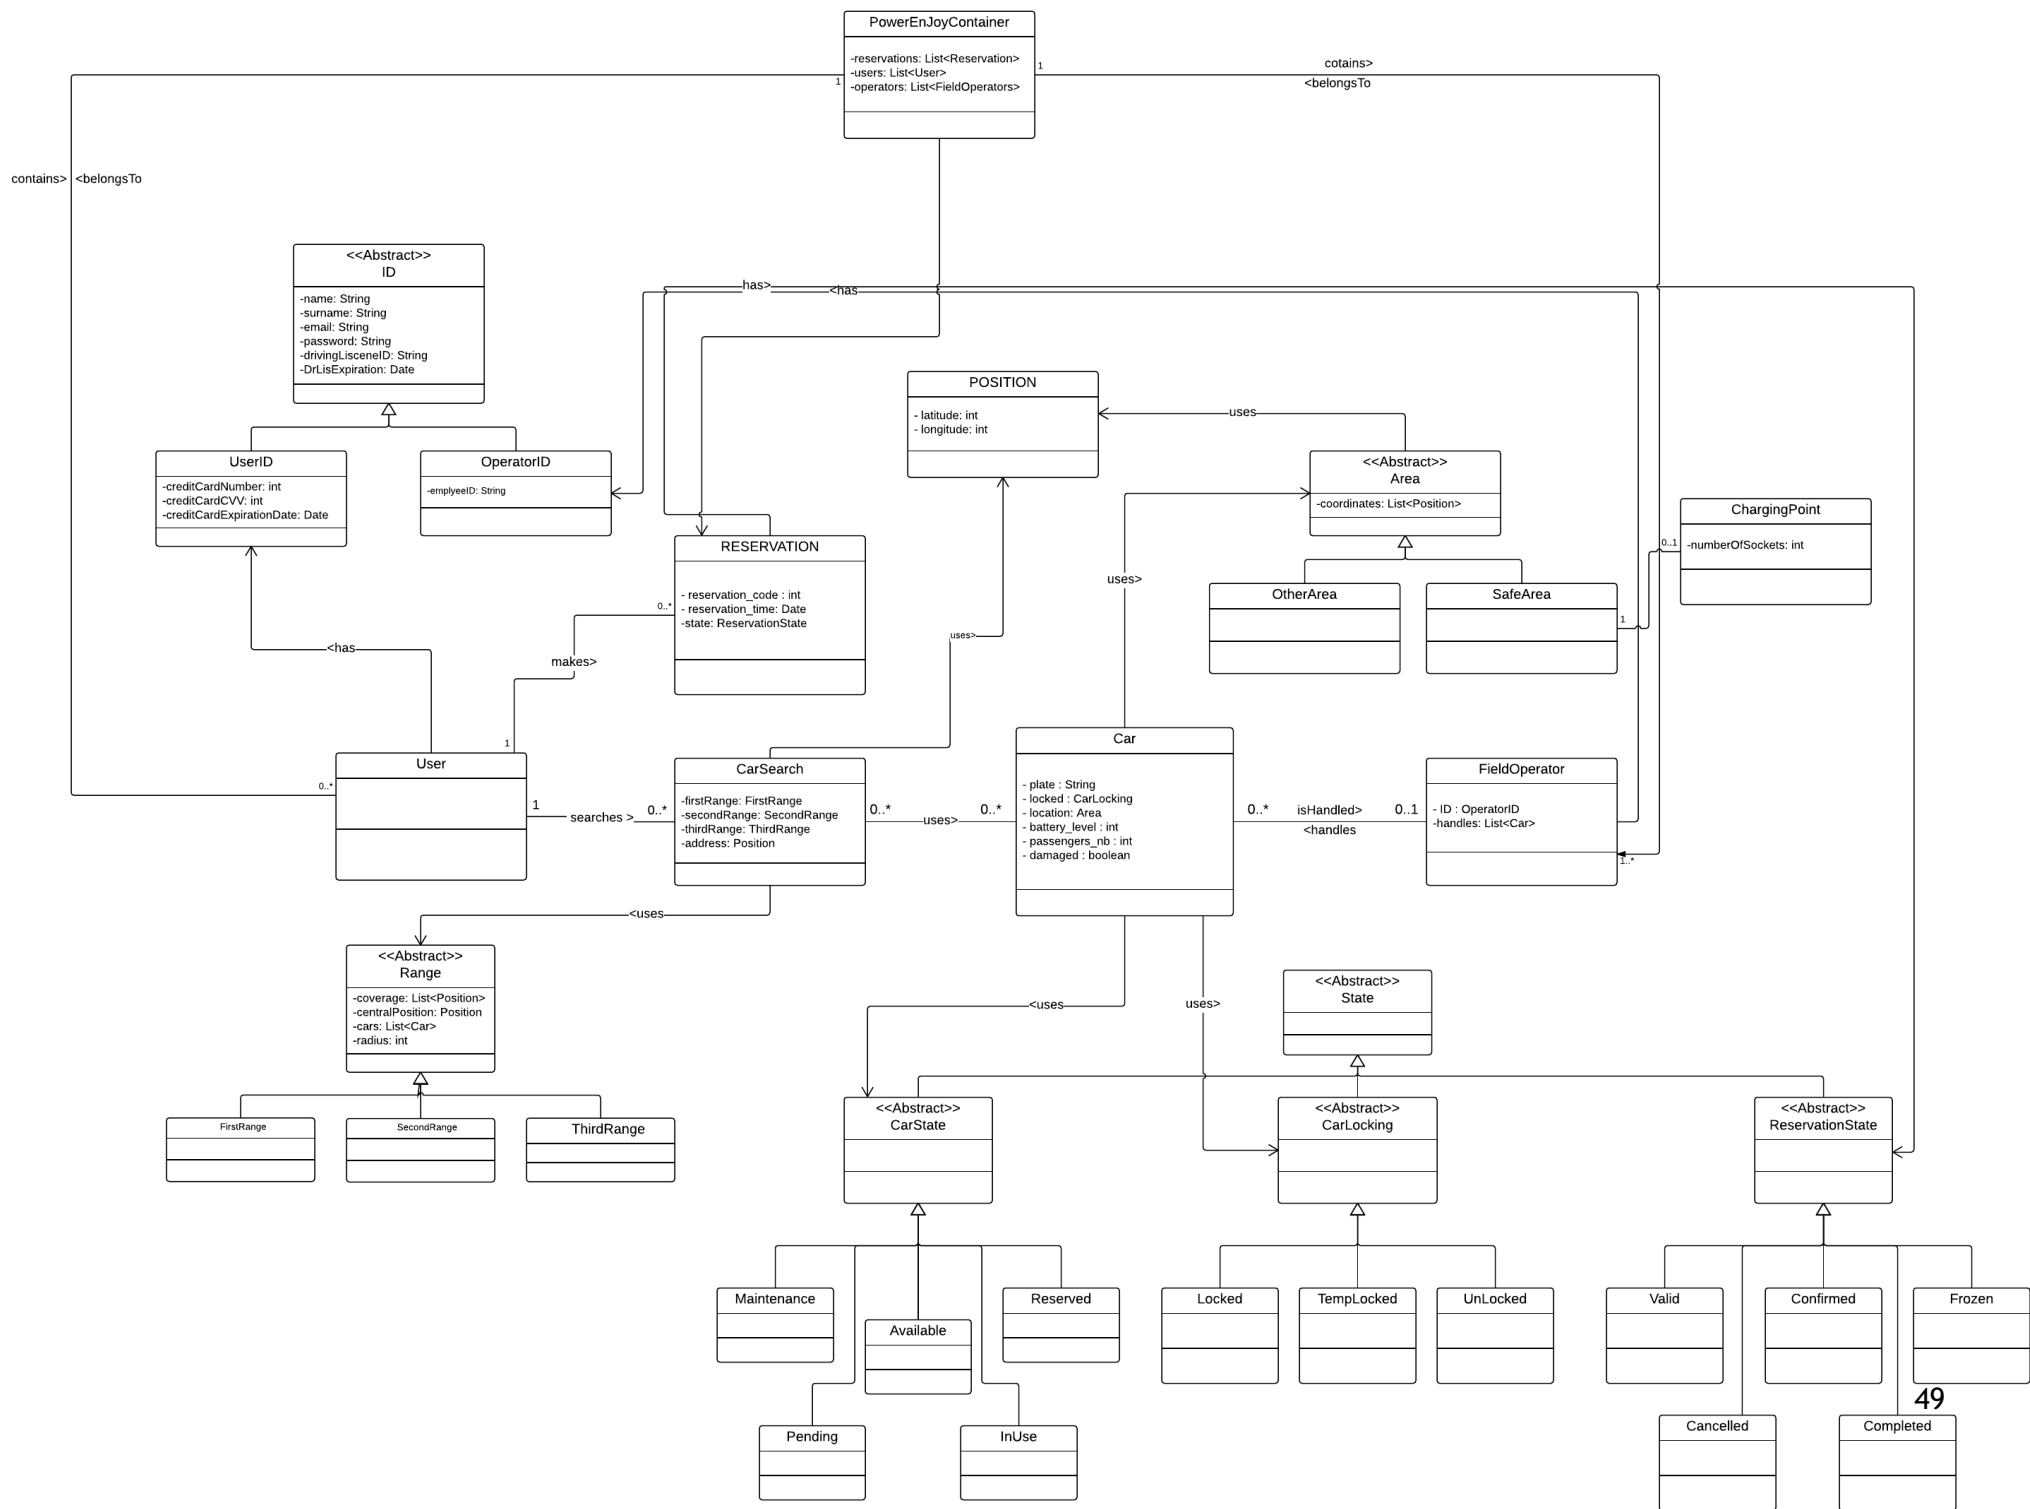 PowerEnJoyContainer
-reservations: List<Reservation>
-users: List<User>
-operators: List<FieldOperators>
1
1
cotains>
<belongsTo
contains>
<belongsTo
<<Abstract>>
ID
-name: String
-surname: String
-email: String
-password: String
-drivingLisceneID: String
-DrLisExpiration: Date
has>
<has
POSITION
- latitude: int
- longitude: int
uses
<<Abstract>>
Area
-coordinates: List<Position>
UserID
-creditCardNumber: int
-creditCardCVV: int
-creditCardExpirationDate: Date
OperatorID
-emplyeeID: String
ChargingPoint
-numberOfSockets: int
0..1
RESERVATION
- reservation_code : int
- reservation_time: Date
-state: ReservationState
0..*
uses>
OtherArea
SafeArea
1
<has
makes>
uses>
1
User
0..*
1
searches >
0..*
CarSearch
-firstRange: FirstRange
-secondRange: SecondRange
-thirdRange: ThirdRange
-address: Position
0..*
uses>
0..*
Car
- plate : String
- locked : CarLocking
- location: Area
- battery_level : int
- passengers_nb : int
- damaged : boolean
0..*
isHandled>
<handles
0..1
FieldOperator
- ID : OperatorID
-handles: List<Car>
1..*
<uses
<<Abstract>>
Range
-coverage: List<Position>
-centralPosition: Position
-cars: List<Car>
-radius: int
<uses
uses>
<<Abstract>>
State
FirstRange
SecondRange
ThirdRange
<<Abstract>>
CarState
<<Abstract>>
CarLocking
<<Abstract>>
ReservationState
Maintenance
Available
Reserved
Locked
TempLocked
UnLocked
Valid
Confirmed
Frozen
49
Pending
InUse
Cancelled
Completed